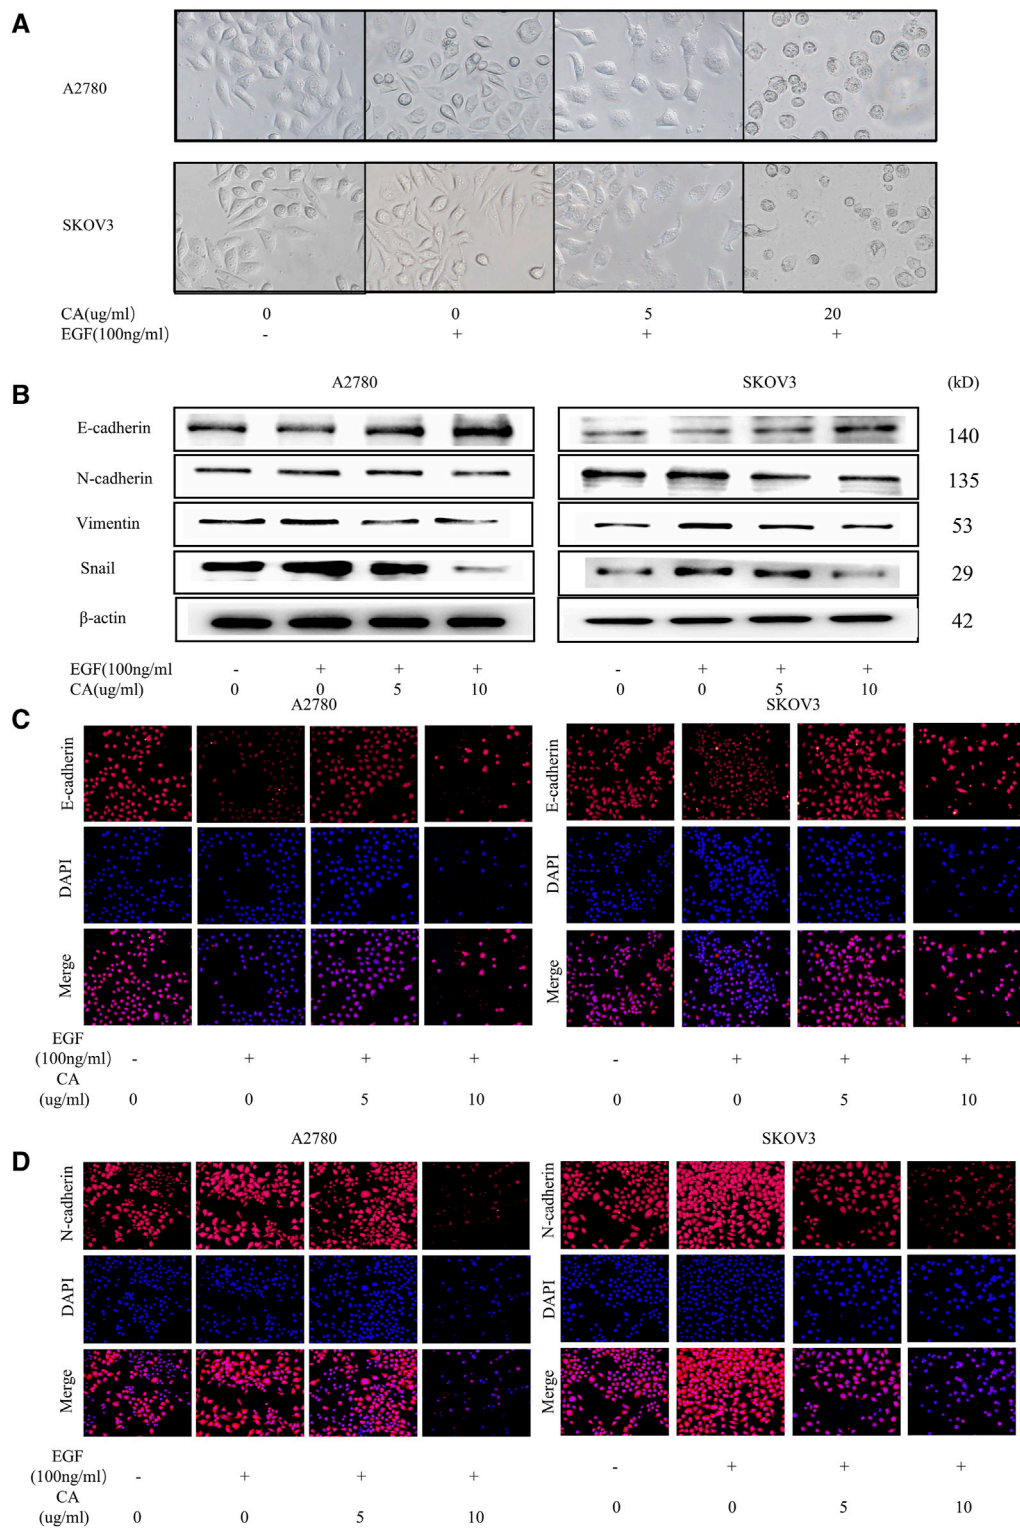 A
A2780
SKOV3
CA(ug/ml) 0 0 5 20
EGF(100ng/ml) - + + +
B
A2780 SKOV3 (kD)
E-cadherin 140
N-cadherin 135
Vimentin 53
Snail 29
β-actin 42
EGF(100ng/ml - + + + - + + +
CA(ug/ml) 0 0 5 10 0 0 5 10
C
A2780 SKOV3
E-cadherin E-cadherin
DAPI DAPI
Merge Merge
EGF
(100ng/ml) - + + + - + + +
CA
(ug/ml) 0 0 5 10 0 0 5 10
D
A2780 SKOV3
N-cadherin N-cadherin
DAPI DAPI
Merge Merge
EGF
(100ng/ml) - + + + - + + +
CA
(ug/ml) 0 0 5 10 0 0 5 10